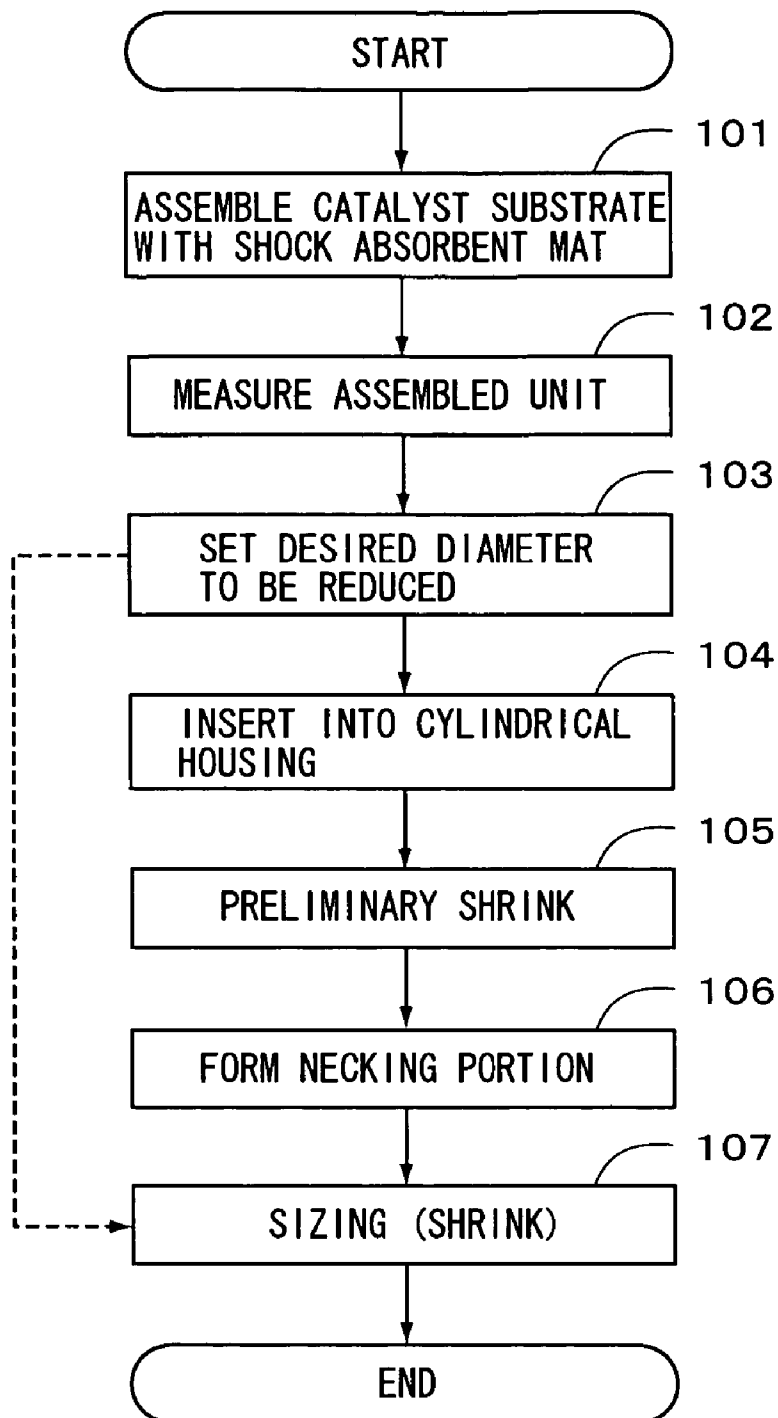 START
101
ASSEMBLE CATALYST SUBSTRATE
WITH SHOCK ABSORBENT MAT
102
MEASURE ASSEMBLED UNIT
103
SET DESIRED DIAMETER
TO BE REDUCED
104
INSERT INTO CYLINDRICAL
HOUSING
105
PRELIMINARY SHRINK
106
FORM NECKING PORTION
107
SIZING (SHRINK)
END